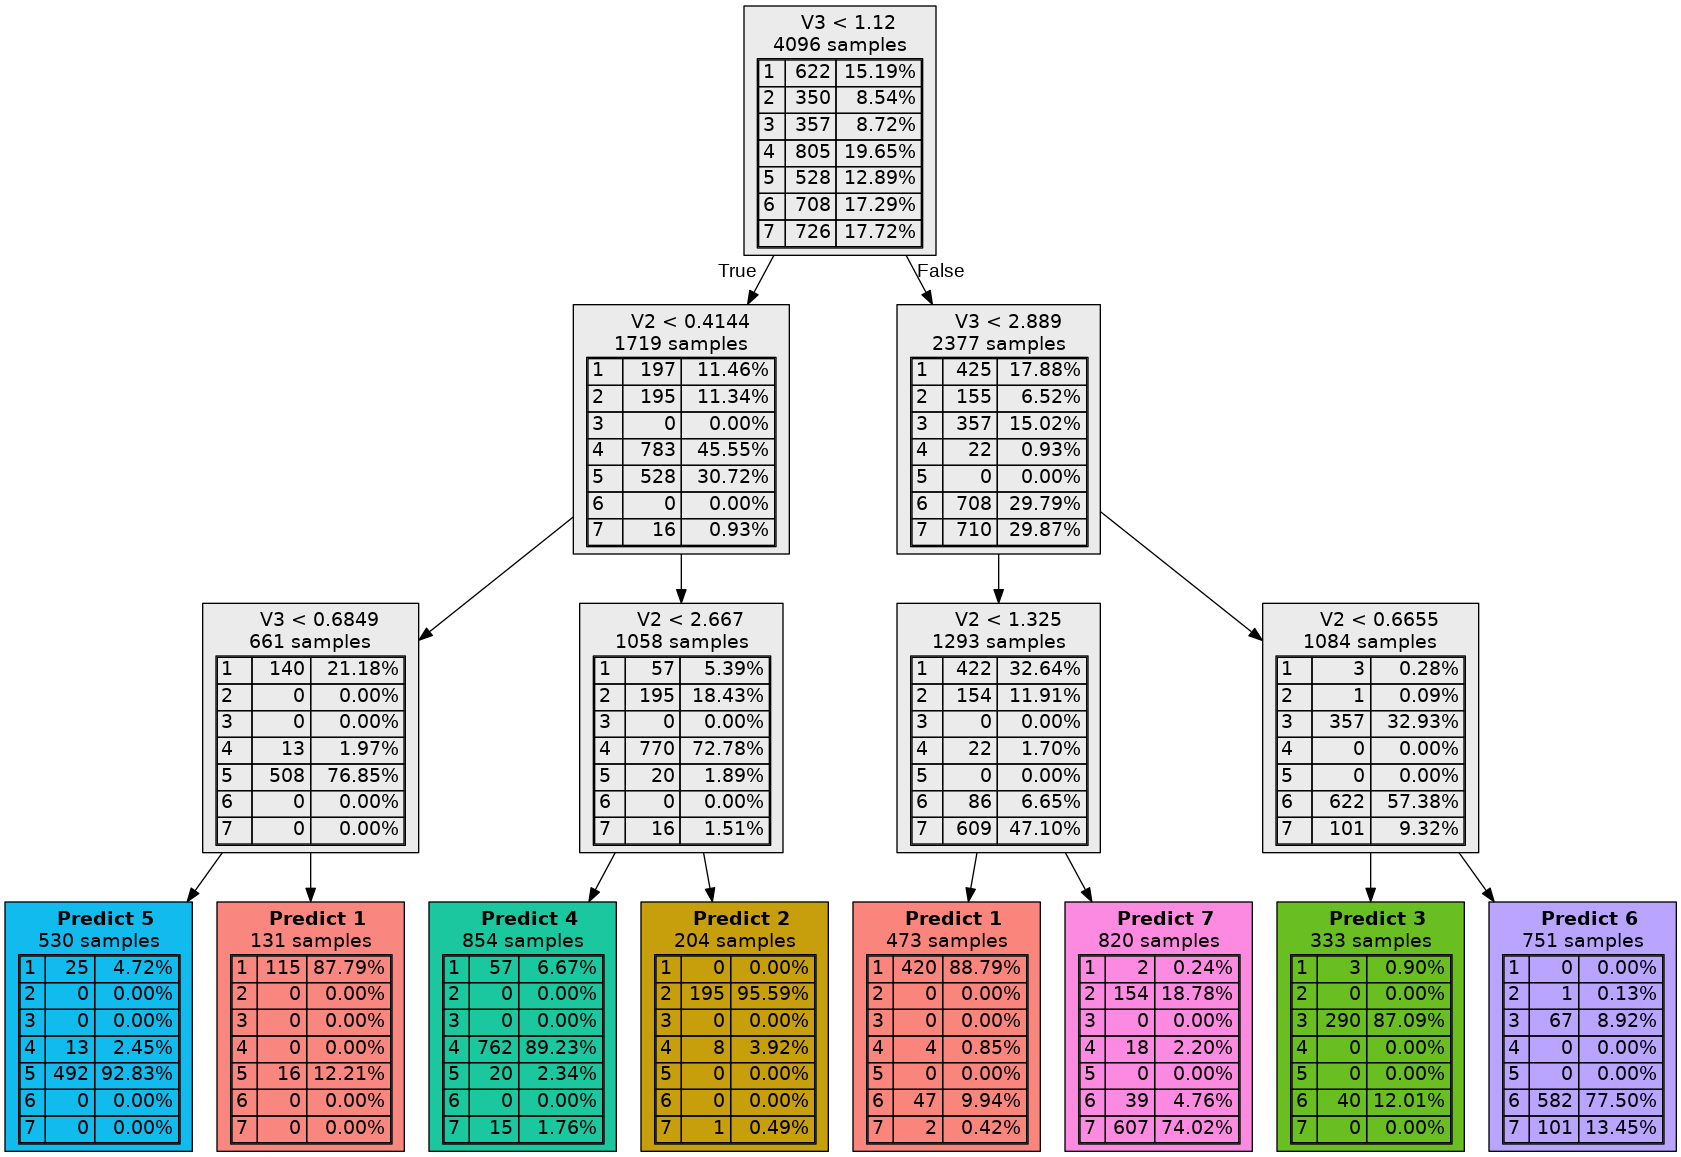 V3 < 1.12
4096 samples
1 622 15.19%
2 350 8.54%
3 357 8.72%
4 805 19.65%
5 528 12.89%
6 708 17.29%
7 726 17.72%
True
False
V2 < 0.4144
1719 samples
1 197 11.46%
2 195 11.34%
3 0 0.00%
4 783 45.55%
5 528 30.72%
6 0 0.00%
7 16 0.93%
V3 < 2.889
2377 samples
1 425 17.88%
2 155 6.52%
3 357 15.02%
4 22 0.93%
5 0 0.00%
6 708 29.79%
7 710 29.87%
V3 < 0.6849
661 samples
1 140 21.18%
2 0 0.00%
3 0 0.00%
4 13 1.97%
5 508 76.85%
6 0 0.00%
7 0 0.00%
V2 < 2.667
1058 samples
1 57 5.39%
2 195 18.43%
3 0 0.00%
4 770 72.78%
5 20 1.89%
6 0 0.00%
7 16 1.51%
V2 < 1.325
1293 samples
1 422 32.64%
2 154 11.91%
3 0 0.00%
4 22 1.70%
5 0 0.00%
6 86 6.65%
7 609 47.10%
V2 < 0.6655
1084 samples
1 3 0.28%
2 1 0.09%
3 357 32.93%
4 0 0.00%
5 0 0.00%
6 622 57.38%
7 101 9.32%
Predict 5
530 samples
1 25 4.72%
2 0 0.00%
3 0 0.00%
4 13 2.45%
5 492 92.83%
6 0 0.00%
7 0 0.00%
Predict 1
131 samples
1 115 87.79%
2 0 0.00%
3 0 0.00%
4 0 0.00%
5 16 12.21%
6 0 0.00%
7 0 0.00%
Predict 4
854 samples
1 57 6.67%
2 0 0.00%
3 0 0.00%
4 762 89.23%
5 20 2.34%
6 0 0.00%
7 15 1.76%
Predict 2
204 samples
1 0 0.00%
2 195 95.59%
3 0 0.00%
4 8 3.92%
5 0 0.00%
6 0 0.00%
7 1 0.49%
Predict 1
473 samples
1 420 88.79%
2 0 0.00%
3 0 0.00%
4 4 0.85%
5 0 0.00%
6 47 9.94%
7 2 0.42%
Predict 7
820 samples
1 2 0.24%
2 154 18.78%
3 0 0.00%
4 18 2.20%
5 0 0.00%
6 39 4.76%
7 607 74.02%
Predict 3
333 samples
1 3 0.90%
2 0 0.00%
3 290 87.09%
4 0 0.00%
5 0 0.00%
6 40 12.01%
7 0 0.00%
Predict 6
751 samples
1 0 0.00%
2 1 0.13%
3 67 8.92%
4 0 0.00%
5 0 0.00%
6 582 77.50%
7 101 13.45%